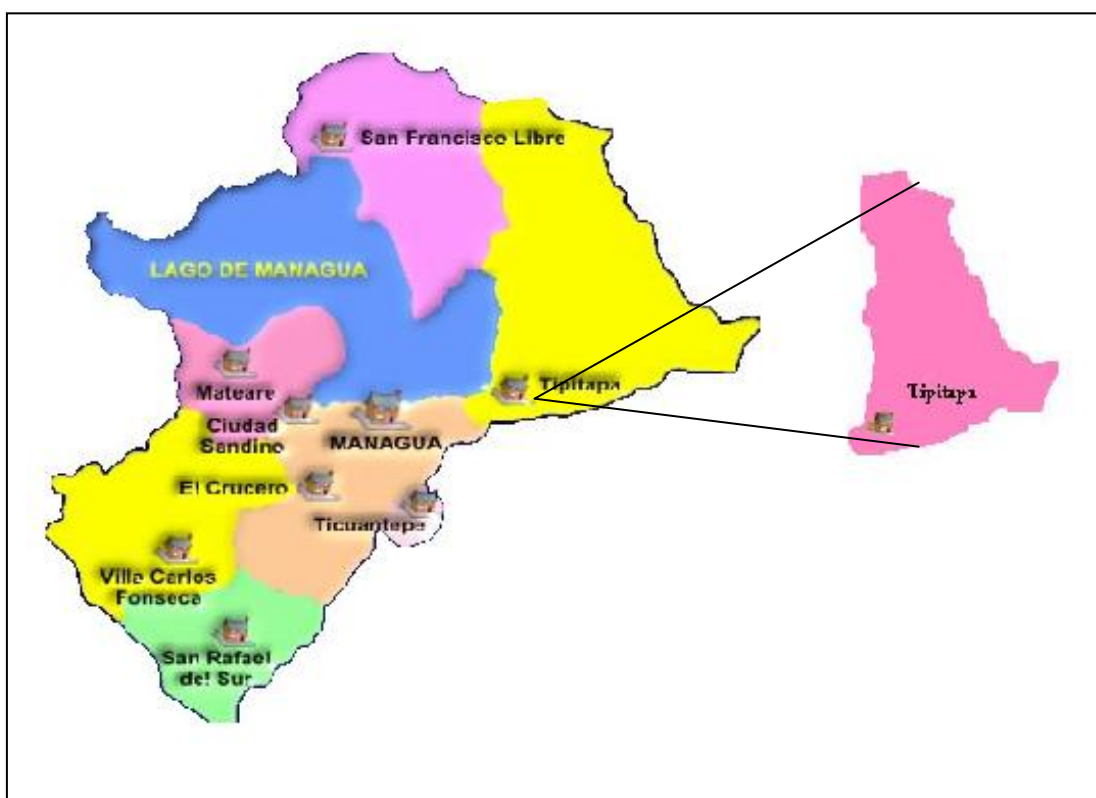 San Francisco Libre
LAGO DE MANAGUA
Mateare
Tipitapa
Tipitapa
Ciudad
Sandino
MANAGUA
El Crucero
Ticuantepe
Villa Carlos
Fonseca
San Rafael
del Sur